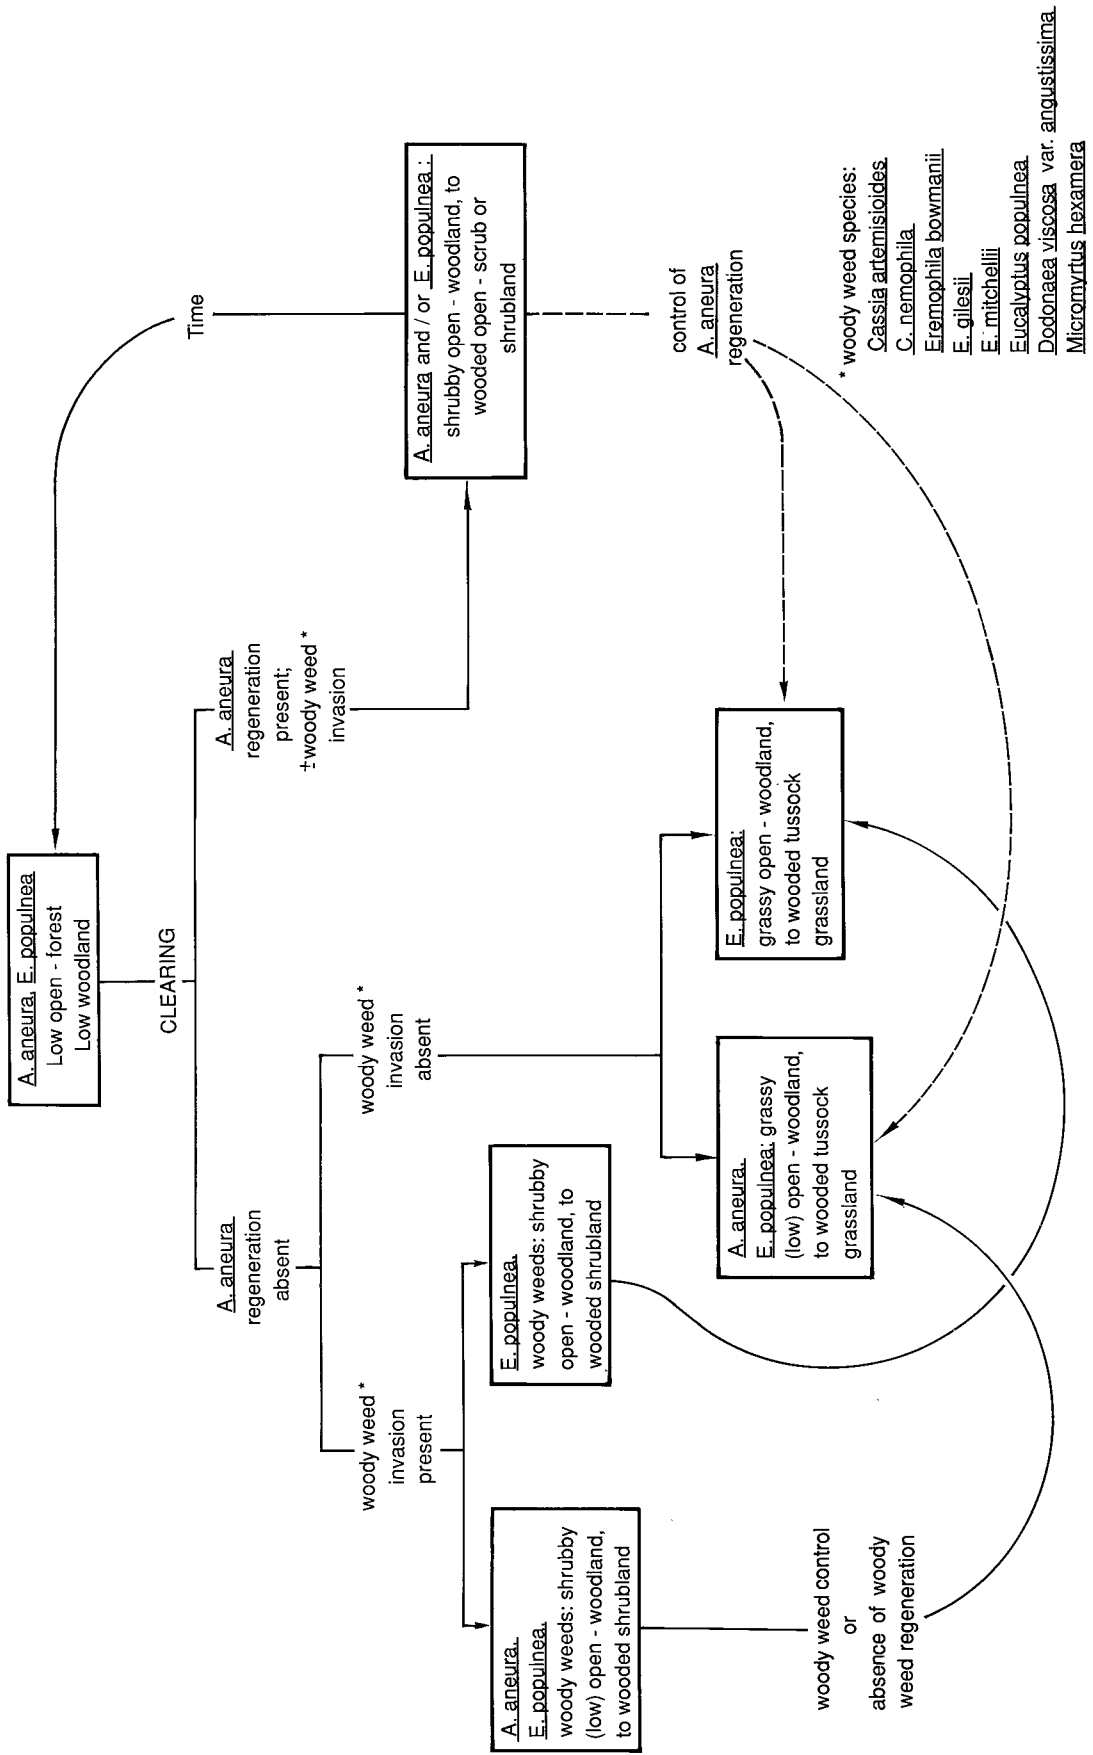 A. aneura, E. populnea
Low open - forest
Low woodland
CLEARING
A. aneura
regeneration
absent
A. aneura
regeneration
present;
±woody weed *
invasion
Time
woody weed *
invasion
present
woody weed *
invasion
absent
A. aneura and / or E. populnea :
shrubby open - woodland, to
wooded open - scrub or
shrubland
A. aneura.
E. populnea.
woody weeds: shrubby
(low) open - woodland,
to wooded shrubland
E. populnea.
woody weeds: shrubby
open - woodland, to
wooded shrubland
A. aneura.
E. populnea: grassy
(low) open - woodland,
to wooded tussock
grassland
E. populnea:
grassy open - woodland,
to wooded tussock
grassland
control of
A. aneura
regeneration
woody weed control
or
absence of woody
weed regeneration
* woody weed species:
Cassia artemisioides
C. nemophila
Eremophila bowmanii
E. gilesii
E. mitchellii
Eucalyptus populnea
Dodonaea viscosa var. angustissima
Micromyrtus hexamera